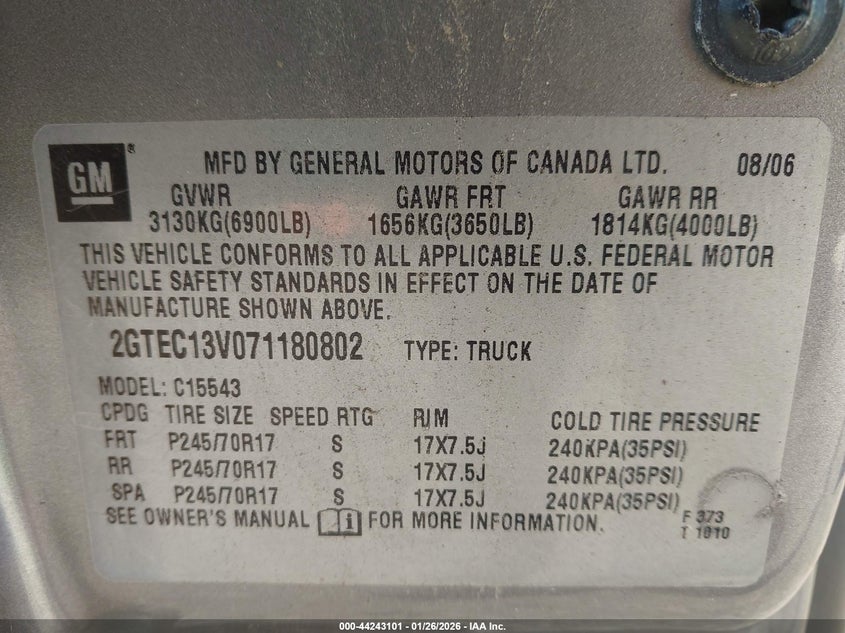 109
GM ®
MFD BY GENERAL MOTORS OF CANADA LTD. 08/06
GVWR GAWR FRT GAWR RR
3130KG(6900LB) 1656KG(3650LB) 1814KG(4000LB)
THIS VEHICLE CONFORMS TO ALL APPLICABLE U.S. FEDERAL MOTOR
VEHICLE SAFETY STANDARDS IN EFFECT ON THE DATE OF
MANUFACTURE SHOWN ABOVE.
2GTEC13V071180802 TYPE: TRUCK
MODEL: C15543
CPDG TIRE SIZE SPEED RTG RIM COLD TIRE PRESSURE
FRT P245/70R17 S 17X7.5J 240KPA(35PSI)
RR P245/70R17 S 17X7.5J 240KPA(35PSI)
SPA P245/70R17 S 17X7.5J 240KPA(35PSI)
SEE OWNER'S MANUAL i FOR MORE INFORMATION.
F 373
T 1010
000-44243101 - 01/26/2026 - IAA Inc.